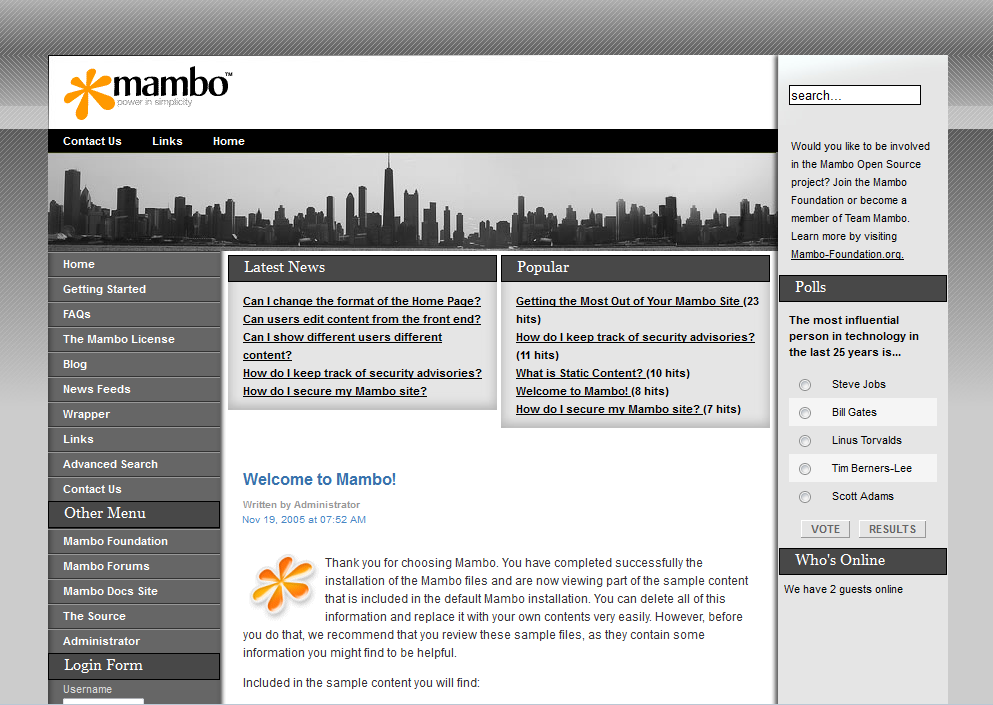 mambo™
power in simplicity
search...
Contact Us Links Home
Would you like to be involved
in the Mambo Open Source
project? Join the Mambo
Foundation or become a
member of Team Mambo.
Learn more by visiting
Mambo-Foundation.org.
Home
Getting Started
FAQs
The Mambo License
Blog
News Feeds
Wrapper
Links
Advanced Search
Contact Us
Other Menu
Mambo Foundation
Mambo Forums
Mambo Docs Site
The Source
Administrator
Login Form
Username
Latest News
Can I change the format of the Home Page?
Can users edit content from the front end?
Can I show different users different
content?
How do I keep track of security advisories?
How do I secure my Mambo site?
Popular
Getting the Most Out of Your Mambo Site (23
hits)
How do I keep track of security advisories?
(11 hits)
What is Static Content? (10 hits)
Welcome to Mambo! (8 hits)
How do I secure my Mambo site? (7 hits)
Welcome to Mambo!
Written by Administrator
Nov 19, 2005 at 07:52 AM
Thank you for choosing Mambo. You have completed successfully the
installation of the Mambo files and are now viewing part of the sample content
that is included in the default Mambo installation. You can delete all of this
information and replace it with your own contents very easily. However, before
you do that, we recommend that you review these sample files, as they contain some
information you might find to be helpful.
Included in the sample content you will find:
Polls
The most influential
person in technology in
the last 25 years is...
Steve Jobs
Bill Gates
Linus Torvalds
Tim Berners-Lee
Scott Adams
VOTE RESULTS
Who's Online
We have 2 guests online